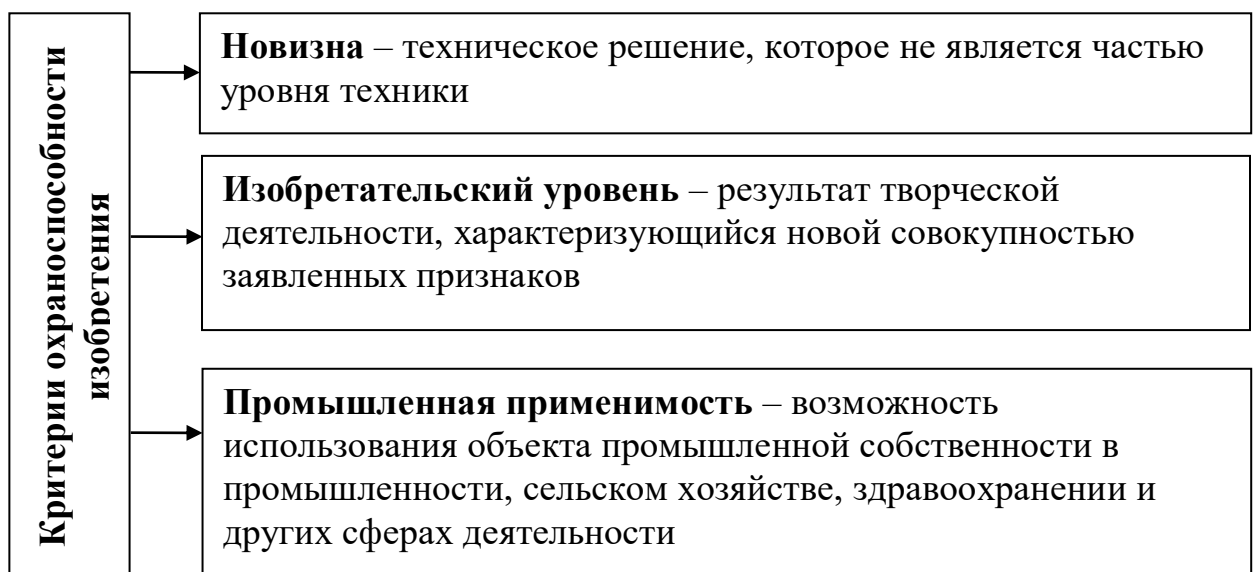 Критерии охраноспособности
изобретения
Новизна – техническое решение, которое не является частью
уровня техники
Изобретательский уровень – результат творческой
деятельности, характеризующийся новой совокупностью
заявленных признаков
Промышленная применимость – возможность
использования объекта промышленной собственности в
промышленности, сельском хозяйстве, здравоохранении и
других сферах деятельности